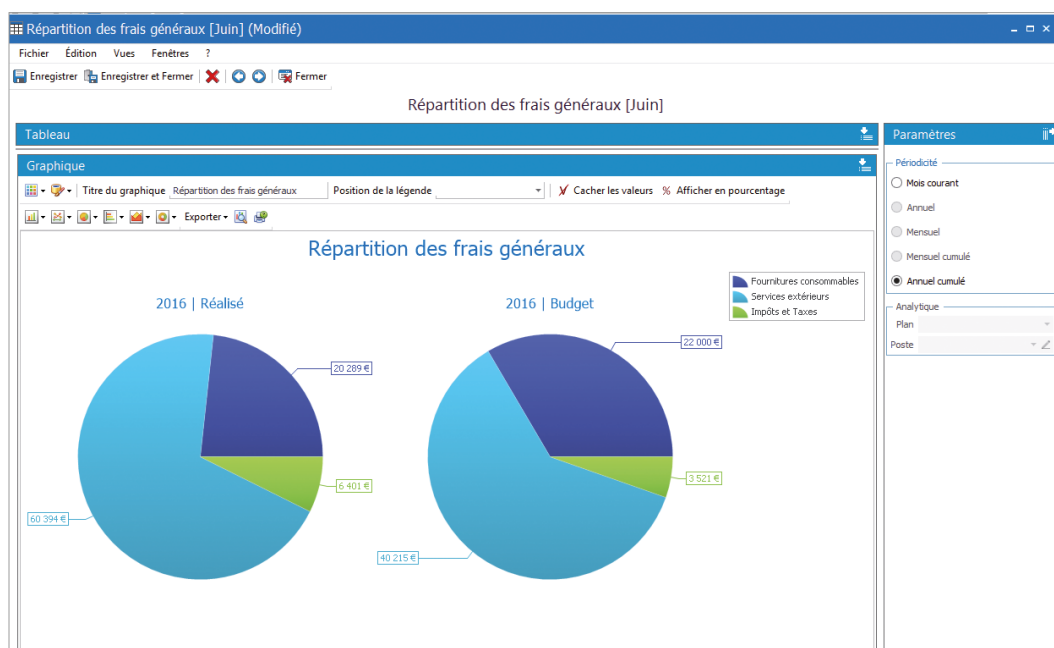 Répartition des frais généraux [Juin] (Modifié)
Fichier Édition Vues Fenêtres ?
Enregistrer Enregistrer et Fermer Fermer
Répartition des frais généraux [Juin]
Tableau
Paramètres
Graphique
Périodicité
Titre du graphique Répartition des frais généraux Position de la légende Cacher les valeurs % Afficher en pourcentage
Mois courant
Annuel
Exporter
Mensuel
Répartition des frais généraux
Mensuel cumulé
Annuel cumulé
Fournitures consommables
Services extérieurs
Impôts et Taxes
2016 | Réalisé
2016 | Budget
Analytique
Plan
Poste
22 000 €
20 289 €
6 401 €
3 521 €
60 394 €
40 215 €